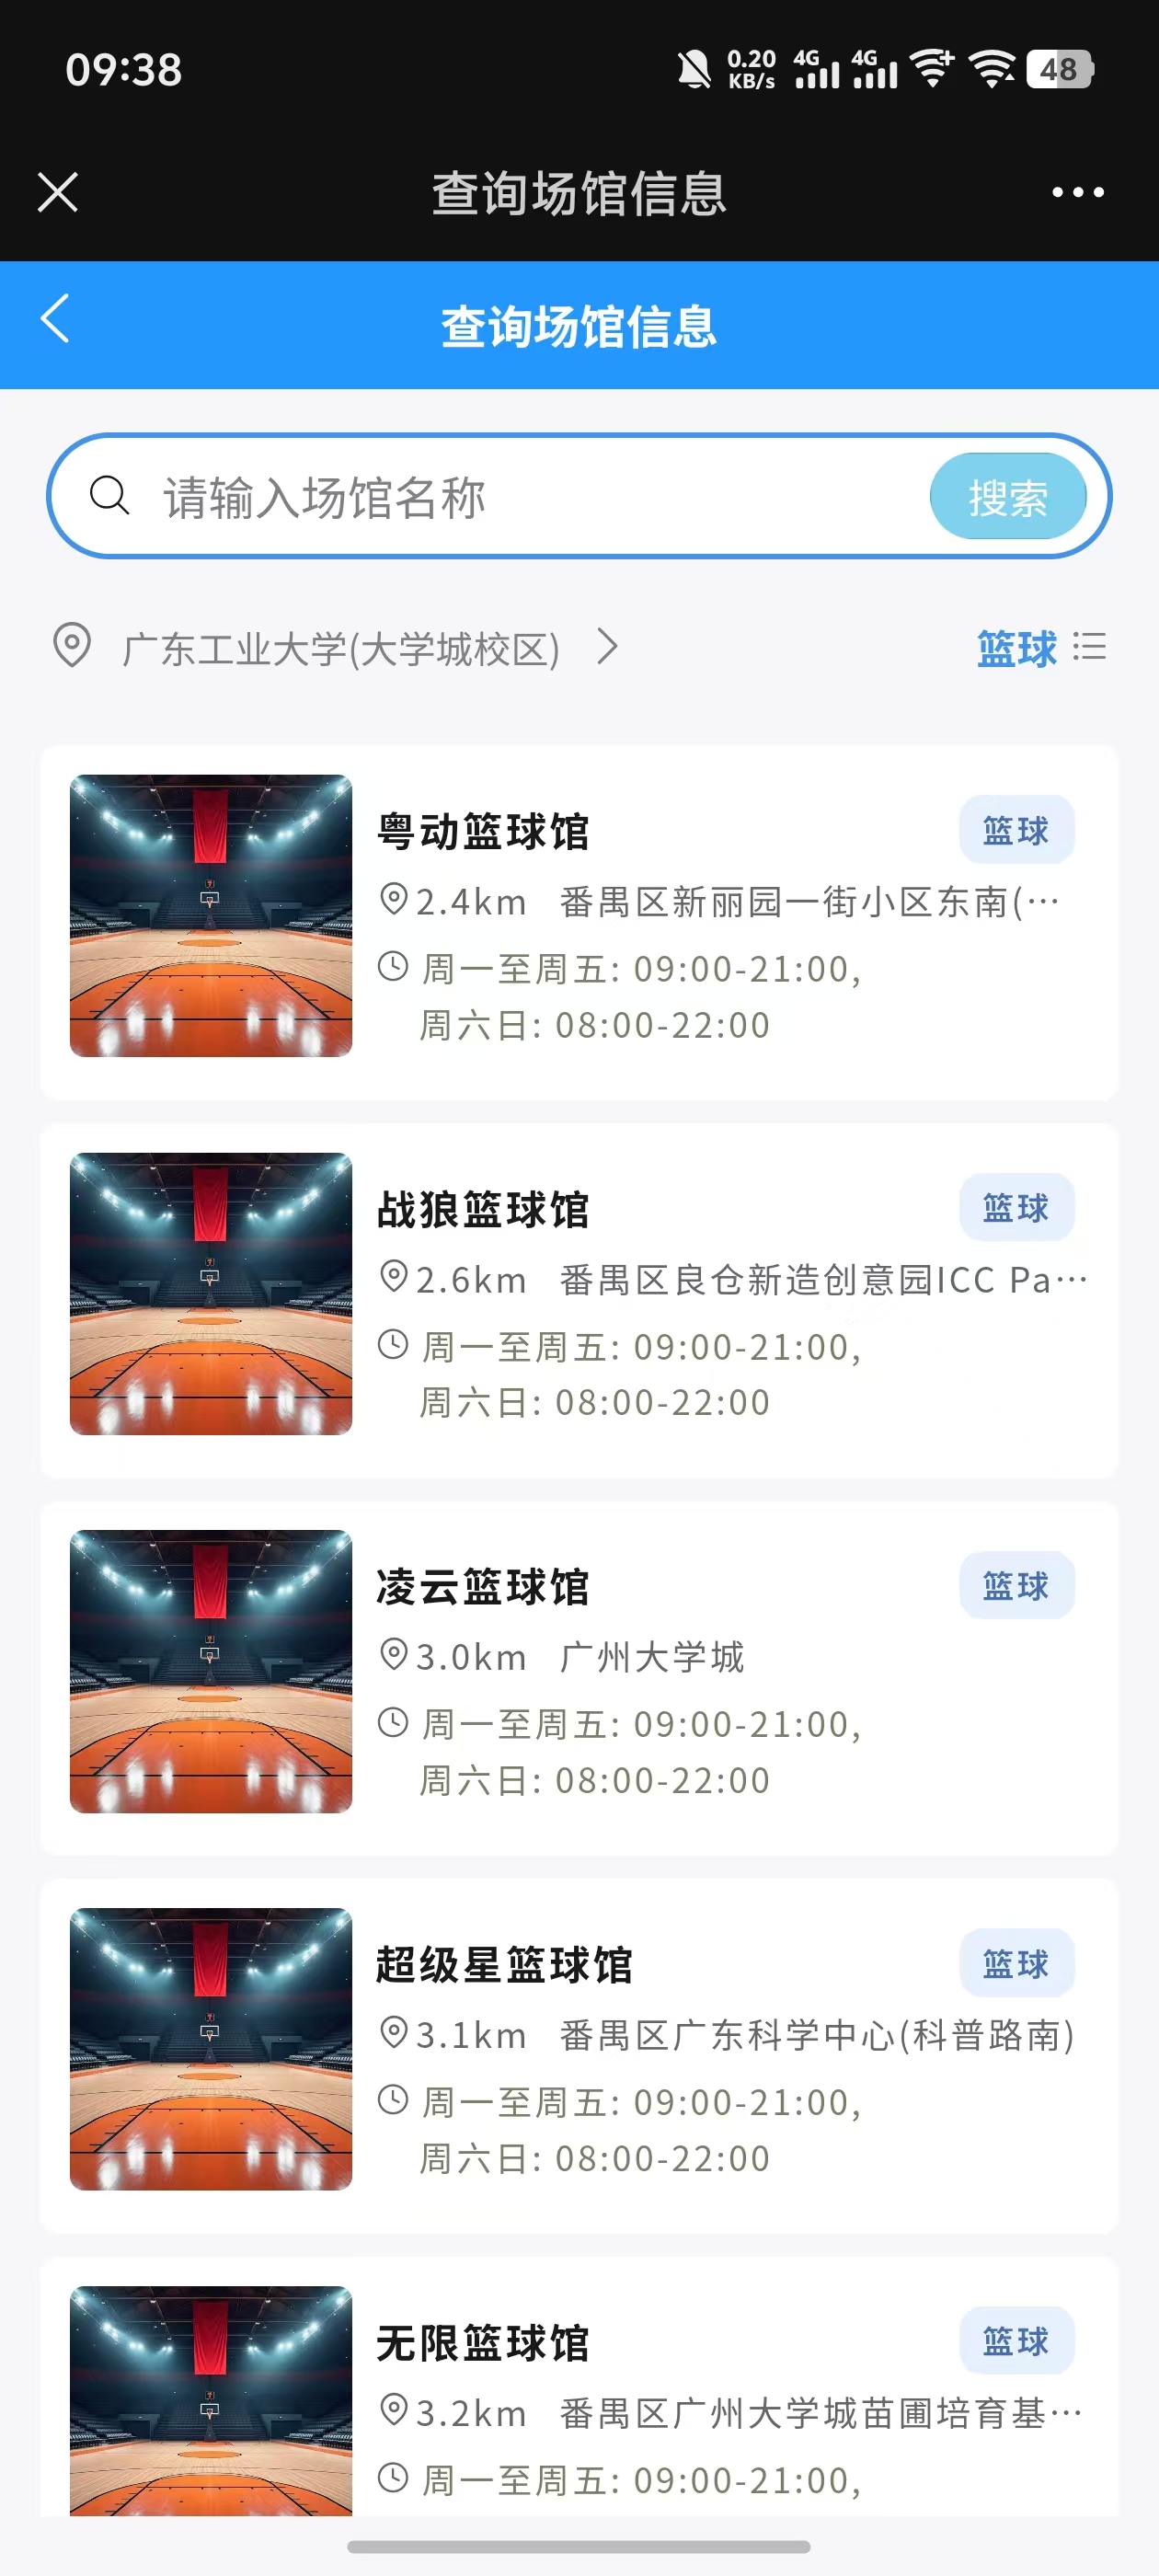 09:38
0.20
KB/s
4G
4G
48
查询场馆信息
查询场馆信息
请输入场馆名称
搜索
广东工业大学(大学城校区)
篮球
粤动篮球馆
篮球
2.4km 番禺区新丽园一街小区东南(…
周一至周五: 09:00-21:00,
周六日: 08:00-22:00
战狼篮球馆
篮球
2.6km 番禺区良仓新造创意园ICC Pa…
周一至周五: 09:00-21:00,
周六日: 08:00-22:00
凌云篮球馆
篮球
3.0km 广州大学城
周一至周五: 09:00-21:00,
周六日: 08:00-22:00
超级星篮球馆
篮球
3.1km 番禺区广东科学中心(科普路南)
周一至周五: 09:00-21:00,
周六日: 08:00-22:00
无限篮球馆
篮球
3.2km 番禺区广州大学城苗圃培育基…
周一至周五: 09:00-21:00,